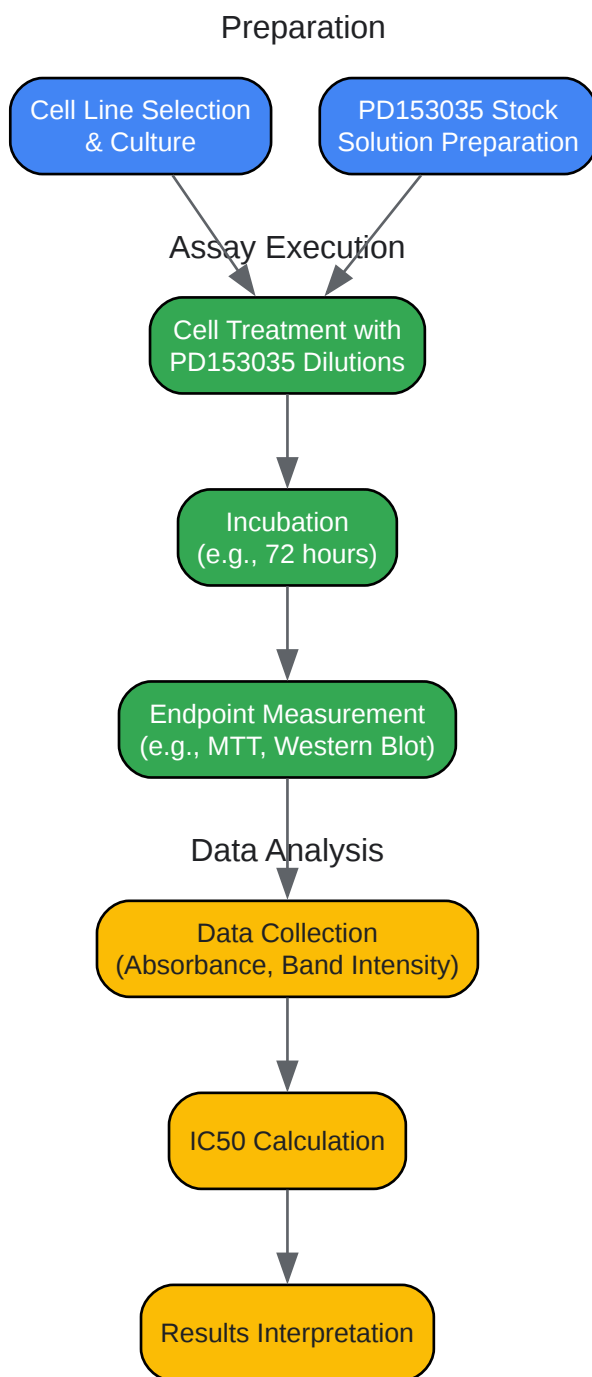 Preparation
Cell Line Selection
& Culture
PD153035 Stock
Solution Preparation
Assay Execution
Cell Treatment with
PD153035 Dilutions
Incubation
(e.g., 72 hours)
Endpoint Measurement
(e.g., MTT, Western Blot)
Data Analysis
Data Collection
(Absorbance, Band Intensity)
IC50 Calculation
Results Interpretation